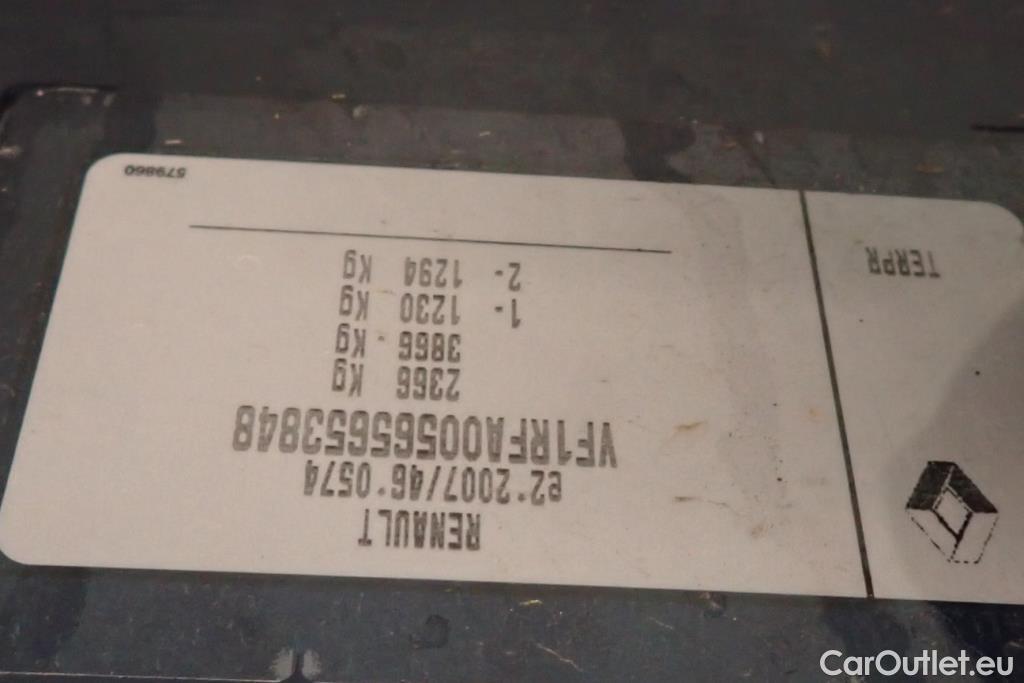 RENAULT
e2*2007/46*0574
VF1RFA00565653848
2366 Kg
3866 Kg
1- 1230 Kg
2- 1294 Kg
TERPR
579860
CarOutlet.eu